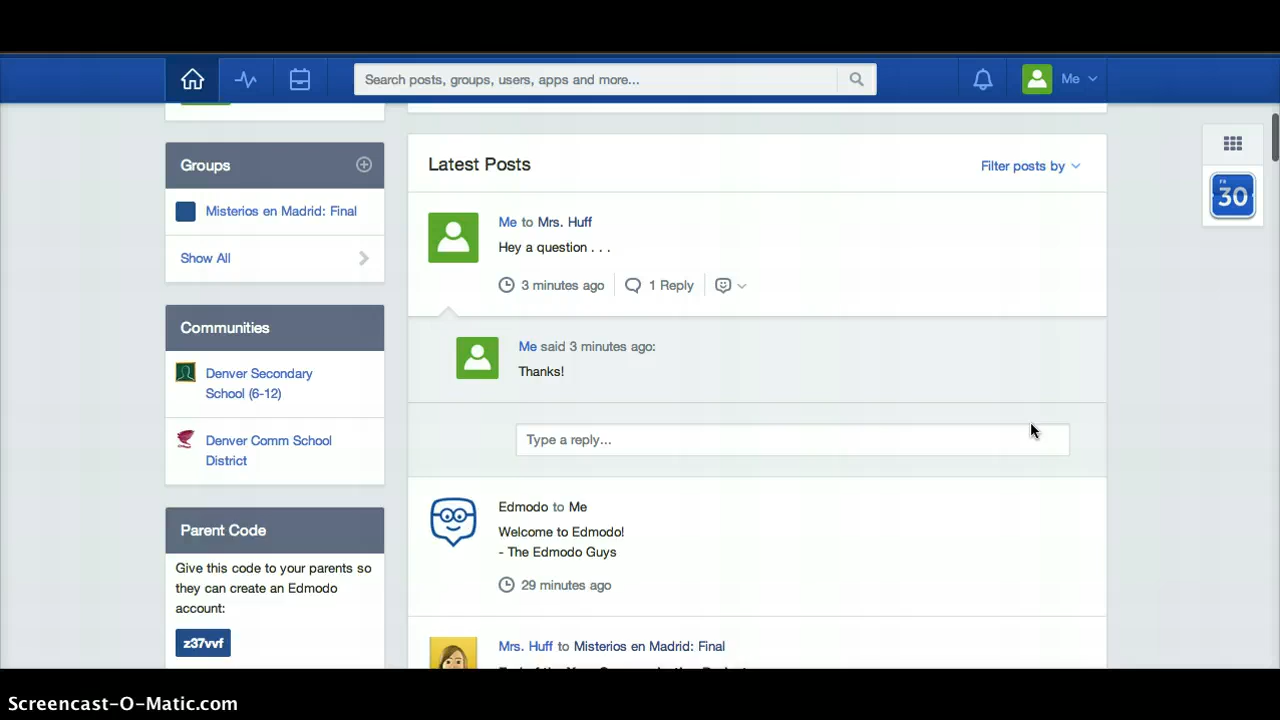 Search posts, groups, users, apps and more...
Me
Groups
Misterios en Madrid: Final
Show All
Communities
Denver Secondary
School (6-12)
Denver Comm School
District
Parent Code
Give this code to your parents so
they can create an Edmodo
account:
z37vvf
Latest Posts
Filter posts by
Me to Mrs. Huff
Hey a question . . .
3 minutes ago
1 Reply
Me said 3 minutes ago:
Thanks!
Type a reply...
Edmodo to Me
Welcome to Edmodo!
- The Edmodo Guys
29 minutes ago
Mrs. Huff to Misterios en Madrid: Final
30
Screencast-O-Matic.com